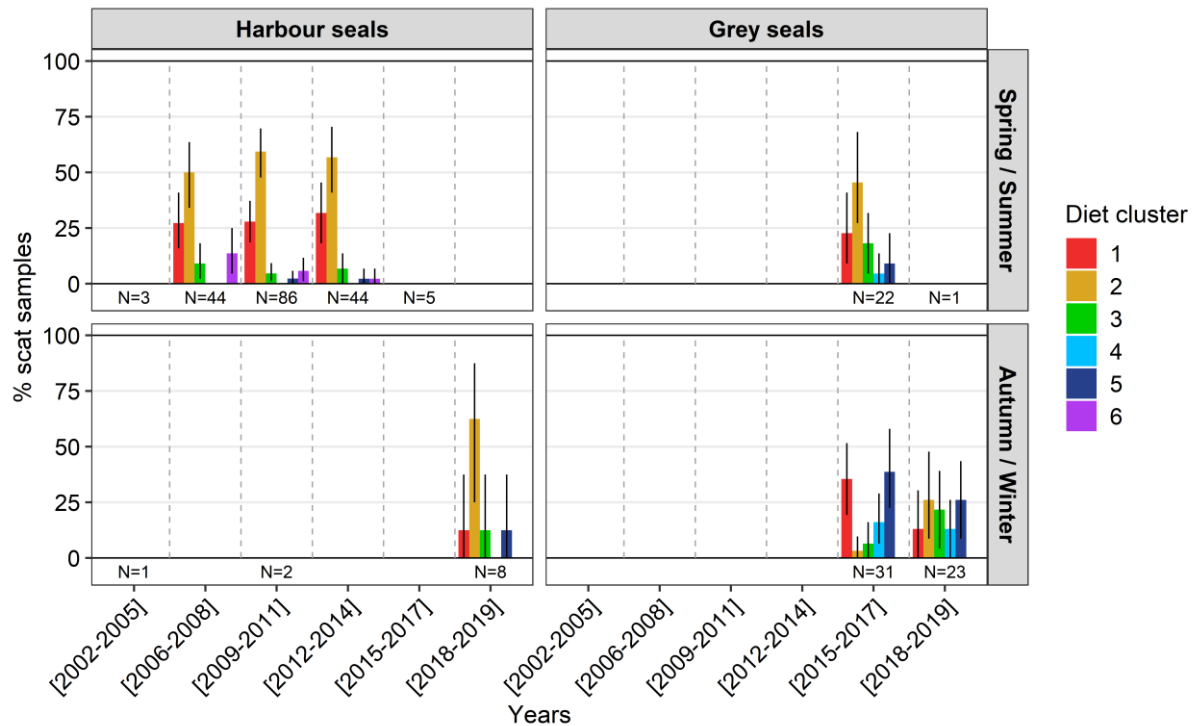 Harbour seals
Grey seals
% scat samples
100
75
50
25
0
N=3 N=44 N=86 N=44 N=5
N=22 N=1
Spring / Summer
100
75
50
25
0
N=1 N=2 N=8
N=31 N=23
Autumn / Winter
[2002-2005] [2006-2008] [2009-2011] [2012-2014] [2015-2017] [2018-2019]
[2002-2005] [2006-2008] [2009-2011] [2012-2014] [2015-2017] [2018-2019]
Years
Diet cluster
1
2
3
4
5
6